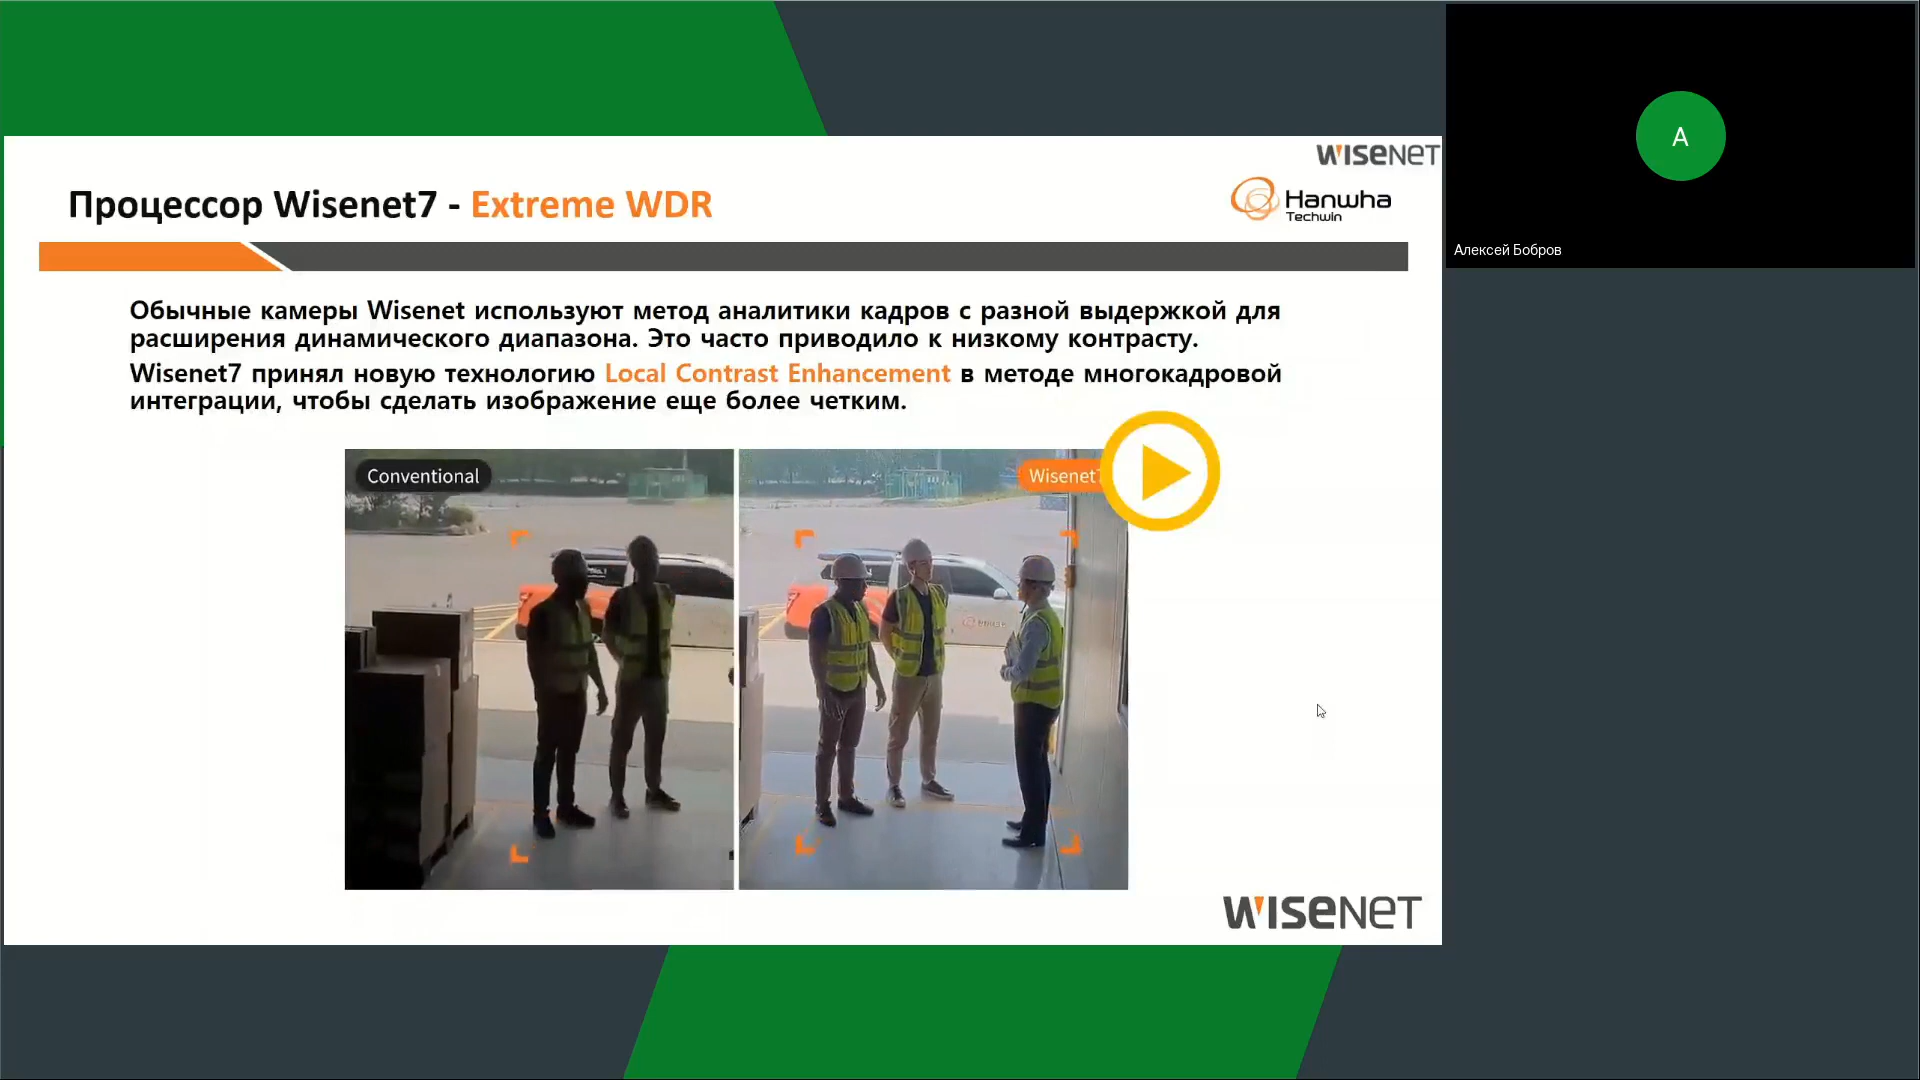 WISENET
Процессор Wisenet7 - Extreme WDR
Hanwha
Techwin
Обычные камеры Wisenet используют метод аналитики кадров с разной выдержкой для
расширения динамического диапазона. Это часто приводило к низкому контрасту.
Wisenet7 принял новую технологию Local Contrast Enhancement в методе многокадровой
интеграции, чтобы сделать изображение еще более четким.
Conventional
Wisenet7
WISENET
A
Алексей Бобров